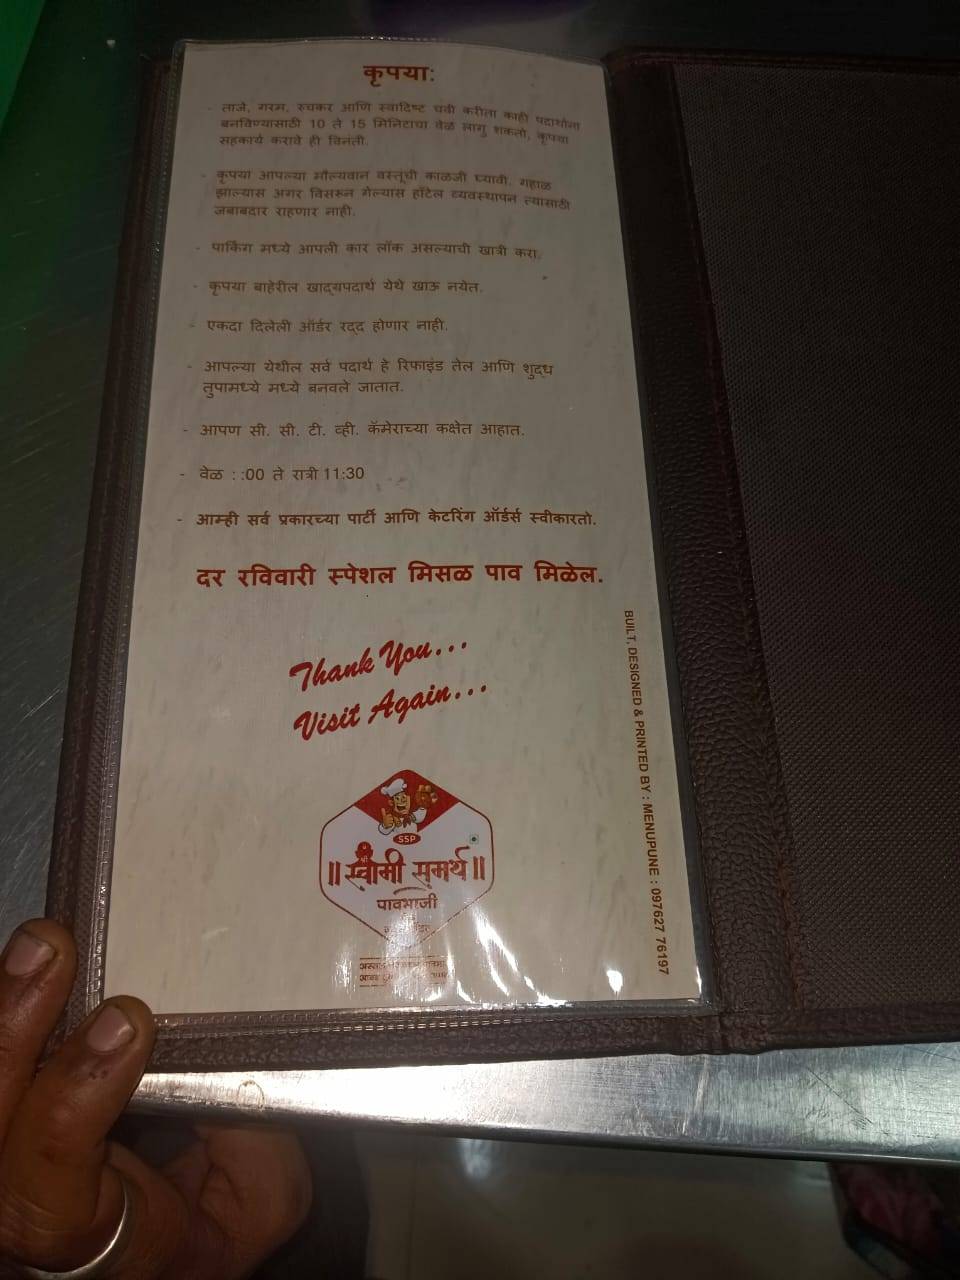 कृपया:
- ताजे, गरम, रुचकर आणि स्वादिष्ट चवी करीता काही पदार्थांना
बनविण्यासाठी 10 ते 15 मिनिटाचा वेळ लागु शकतो, कृपया
सहकार्य करावे ही विनंती.
- कृपया आपल्या मौल्यवान वस्तूंची काळजी घ्यावी. गहाळ
झाल्यास अगर विसरून गेल्यास हॉटेल व्यवस्थापन त्यासाठी
जबाबदार राहणार नाही.
- पार्किंग मध्ये आपली कार लॉक असल्याची खात्री करा.
- कृपया बाहेरील खाद्यपदार्थ येथे खाऊ नयेत.
- एकदा दिलेली ऑर्डर रद्द होणार नाही.
- आपल्या येथील सर्व पदार्थ हे रिफाइंड तेल आणि शुद्ध
तुपामध्ये मध्ये बनवले जातात.
- आपण सी. सी. टी. व्ही. कॅमेराच्या कक्षेत आहात.
- वेळ : :00 ते रात्री 11:30
- आम्ही सर्व प्रकारच्या पार्टी आणि केटरिंग ऑर्डर्स स्वीकारतो.
दर रविवारी स्पेशल मिसळ पाव मिळेल.
Thank You...
Visit Again...
SSP
श्री
॥ स्वामी समर्थ ॥
पावभाजी
BUILT, DESIGNED & PRINTED BY : MENUPUNE : 097627 76197